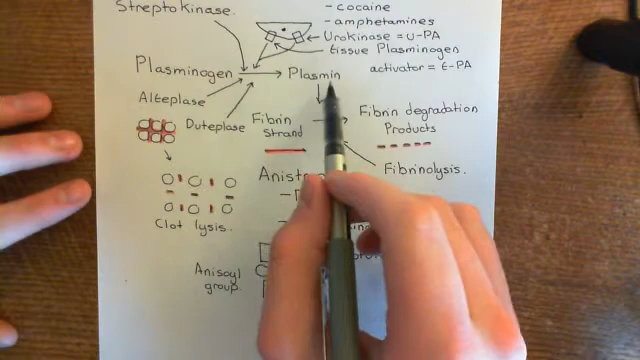 Streptokinase.
- cocaine
- amphetamines
Urokinase = u-PA
tissue Plasminogen
activator = t-PA
Plasminogen
Plasmin
Alteplase
Duteplase
Fibrin
Strand
Fibrin degradation
Products
Fibrinolysis.
Clot lysis.
Anist
Anisoyl
group.